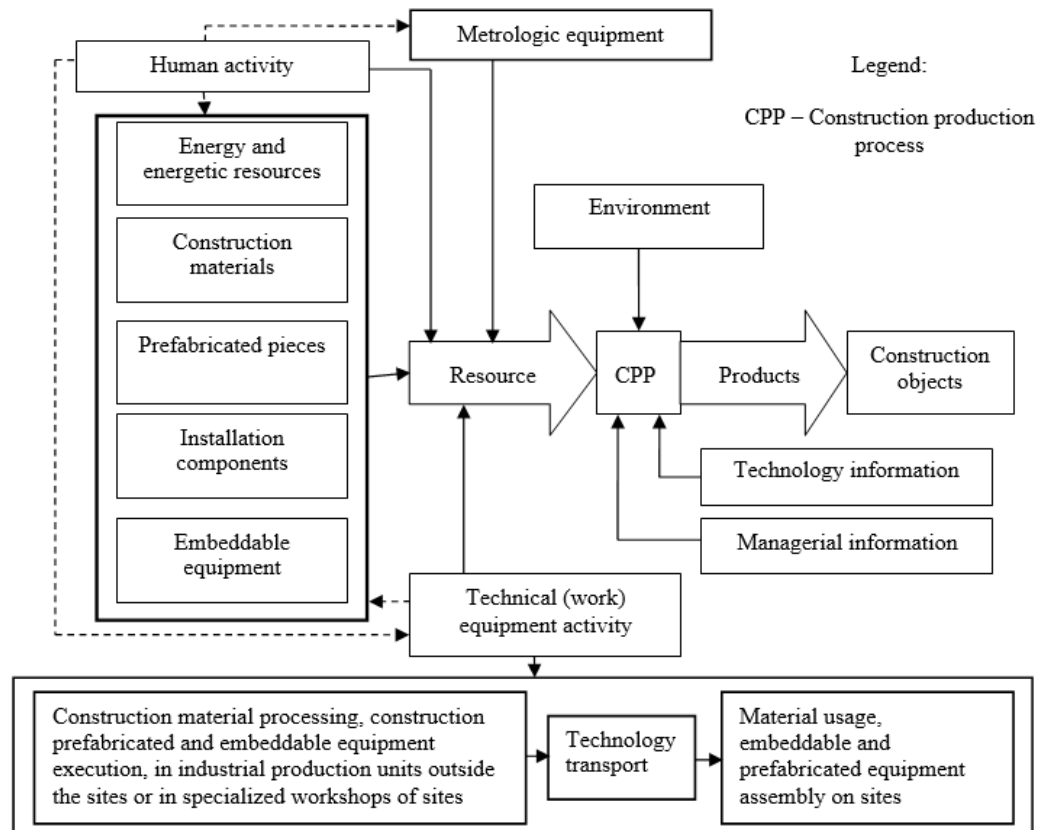 Metrologic equipment
Human activity
Legend:
CPP – Construction production
process
Energy and
energetic resources
Construction
materials
Prefabricated pieces
Installation
components
Embeddable
equipment
Environment
Resource
CPP
Products
Construction
objects
Technology information
Managerial information
Technical (work)
equipment activity
Construction material processing, construction
prefabricated and embeddable equipment
execution, in industrial production units outside
the sites or in specialized workshops of sites
Technology
transport
Material usage,
embeddable and
prefabricated equipment
assembly on sites